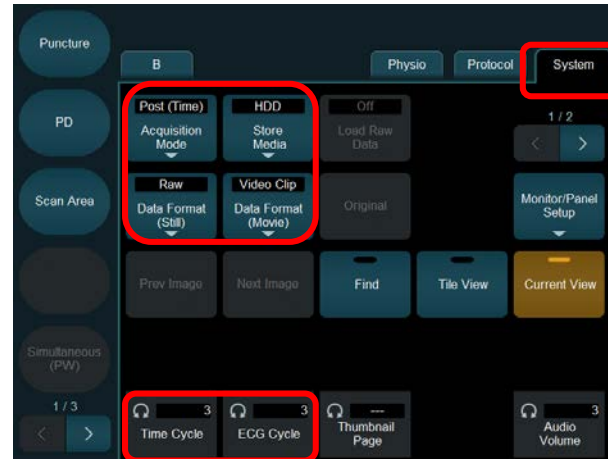 Puncture
B
Physio
Protocol
System
PD
Post (Time)
Acquisition
Mode
HDD
Store
Media
Off
Load Raw
Data
1 / 2
< >
Scan Area
Raw
Data Format
(Still)
Video Clip
Data Format
(Movie)
Original
Monitor/Panel
Setup
Prev Image
Next Image
Find
Tile View
Current View
Simultaneous
(PW)
1 / 3
< >
3
Time Cycle
3
ECG Cycle
---
Thumbnail
Page
3
Audio
Volume